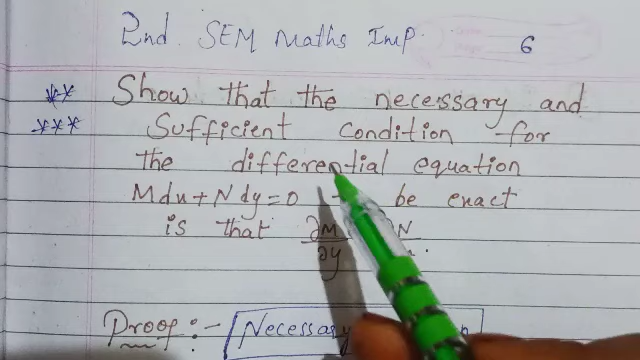 2nd SEM Maths Imp. 6
** Show that the necessary and
*** Sufficient Condition for
the differential equation
Mdx + Ndy = 0 be exact
is that ∂M/∂y N
Proof :- Necessary